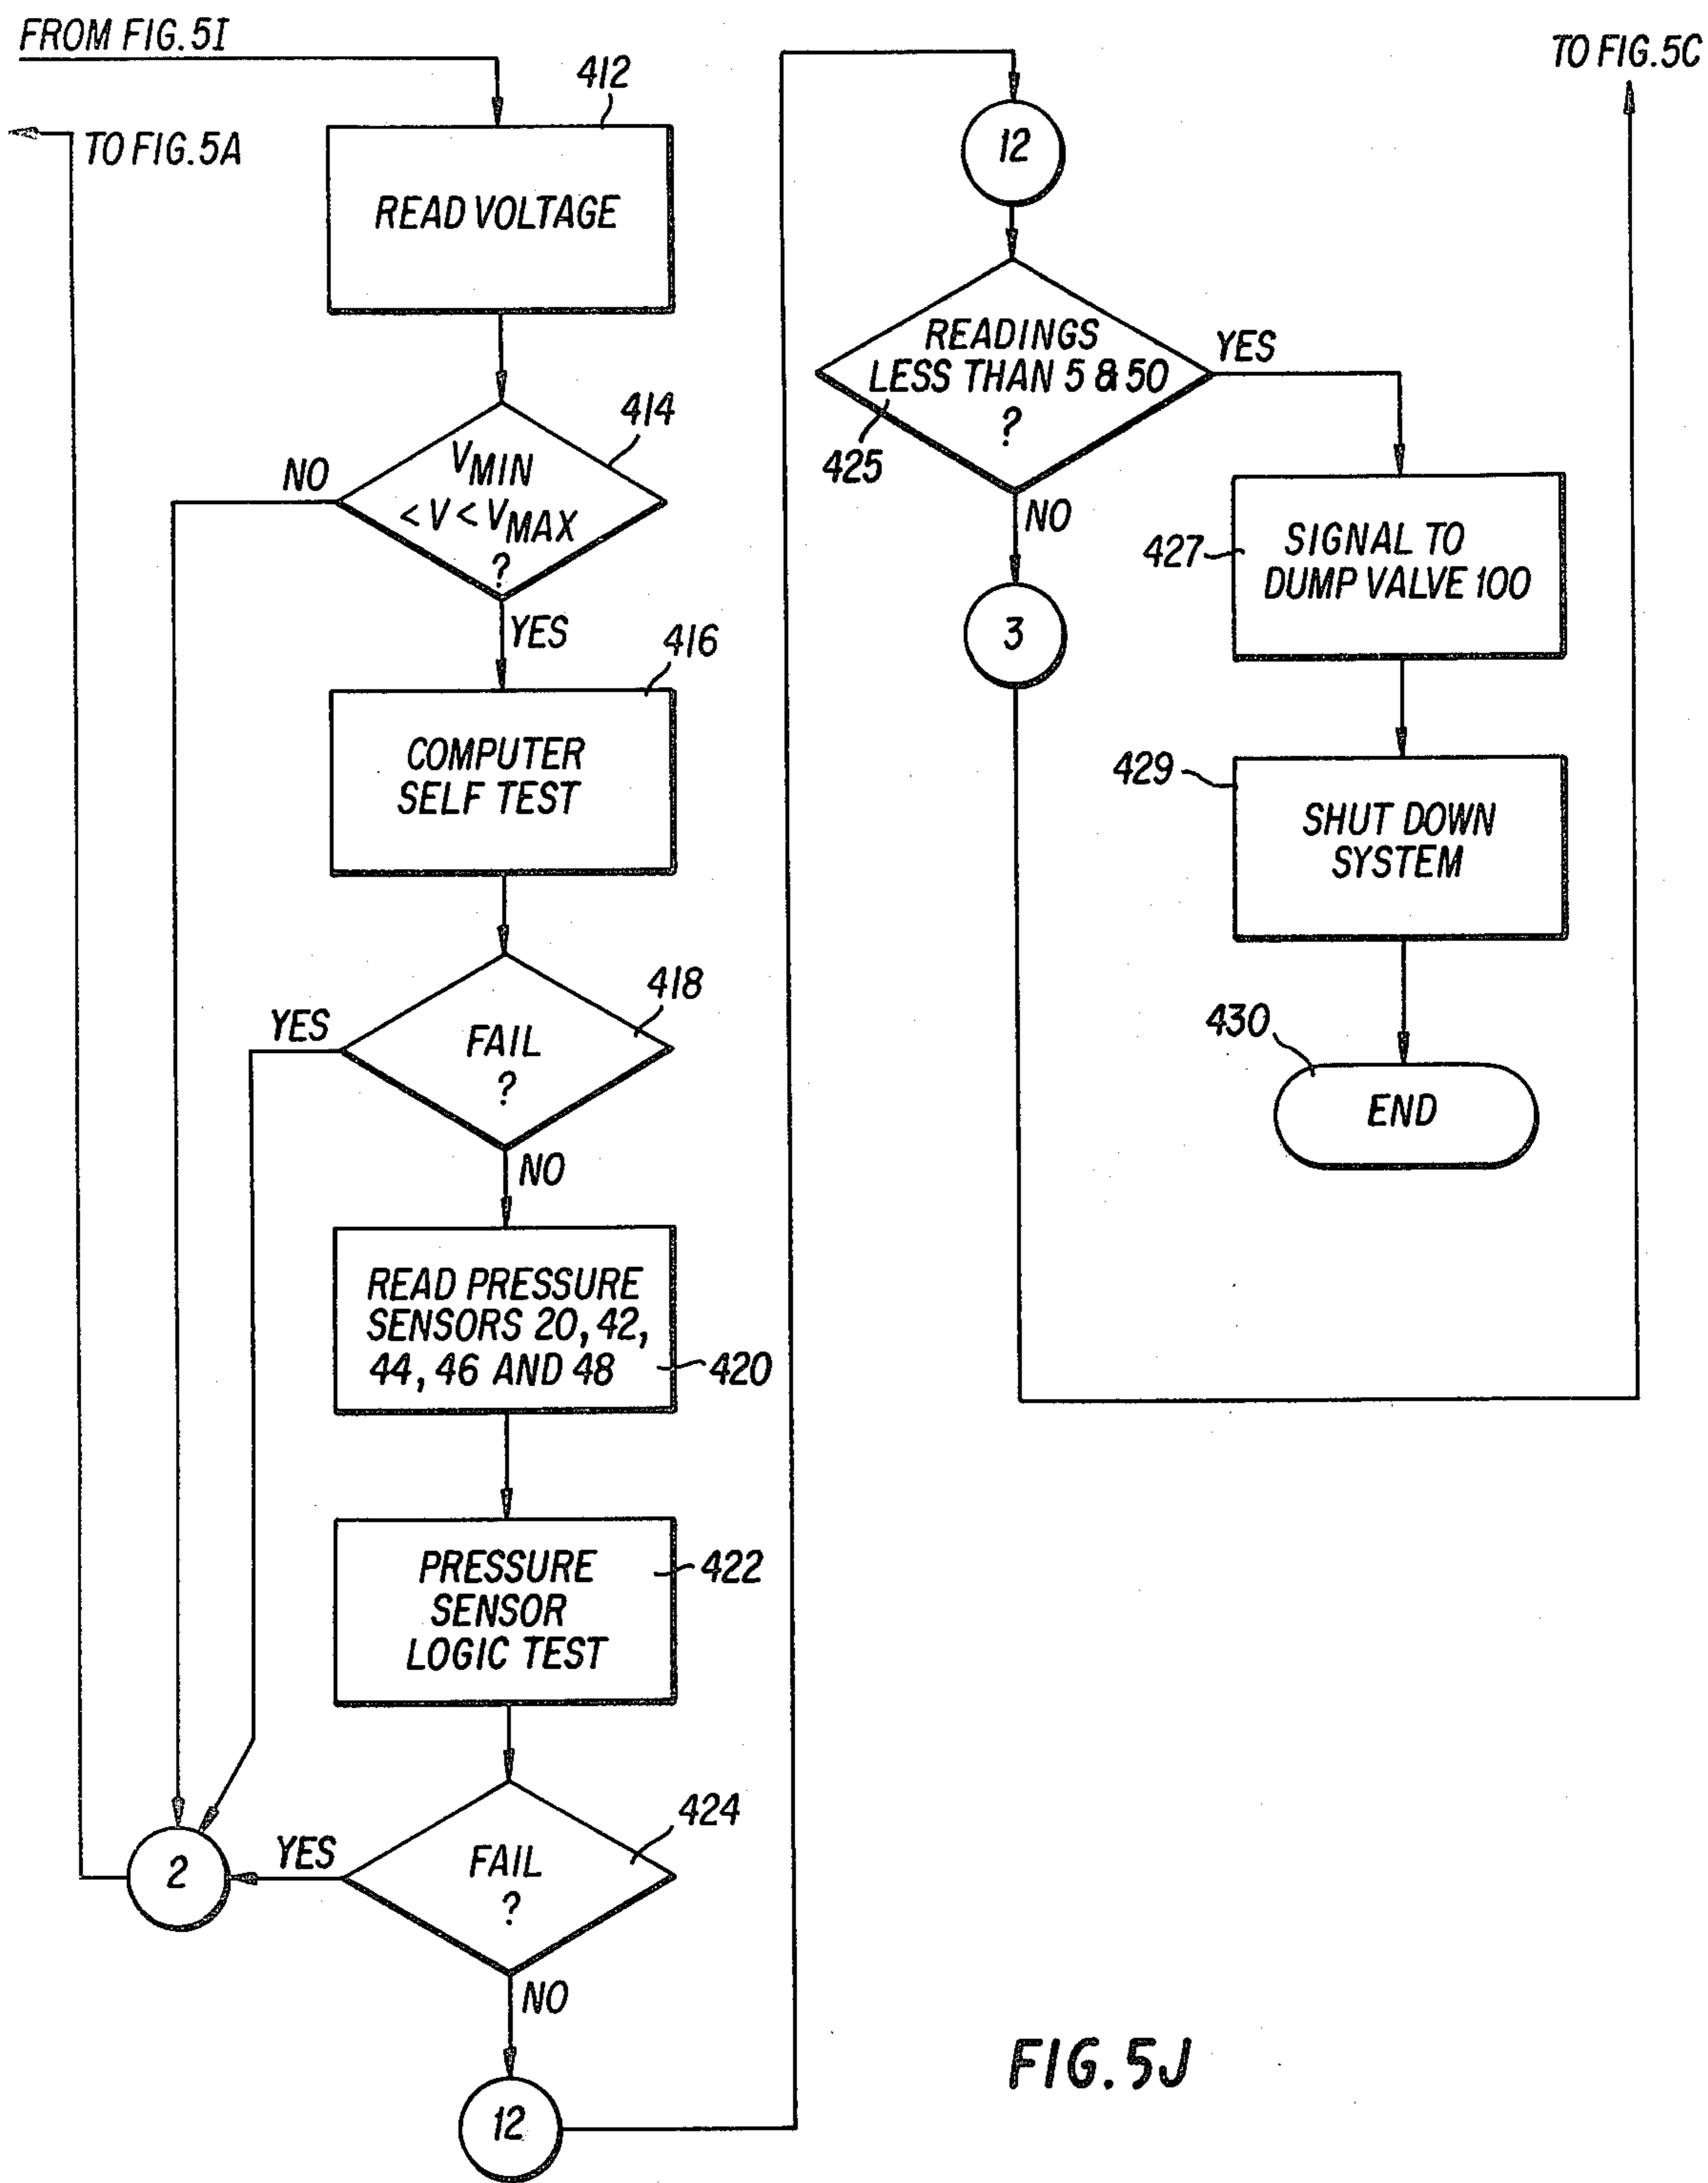 FROM FIG.5I
TO FIG.5A
412
READ VOLTAGE
414
VMIN
< V < VMAX
?
NO
YES
416
COMPUTER
SELF TEST
418
FAIL
?
YES
NO
READ PRESSURE
SENSORS 20, 42,
44, 46 AND 48
420
PRESSURE
SENSOR
LOGIC TEST
422
424
FAIL
?
YES
2
NO
12
12
READINGS
LESS THAN 5 & 50
?
425
YES
NO
3
TO FIG.5C
427
SIGNAL TO
DUMP VALVE 100
429
SHUT DOWN
SYSTEM
430
END
FIG.5J